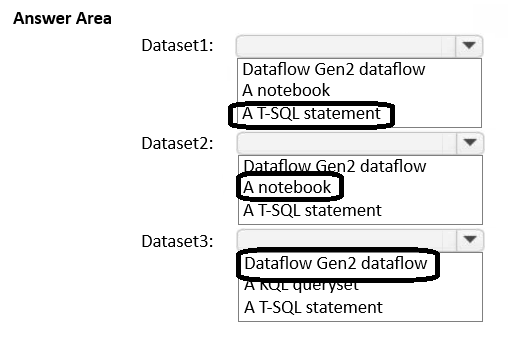 Answer Area
Dataset1:
Dataflow Gen2 dataflow
A notebook
A T-SQL statement
Dataset2:
Dataflow Gen2 dataflow
A notebook
A T-SQL statement
Dataset3:
Dataflow Gen2 dataflow
A KQL queryset
A T-SQL statement